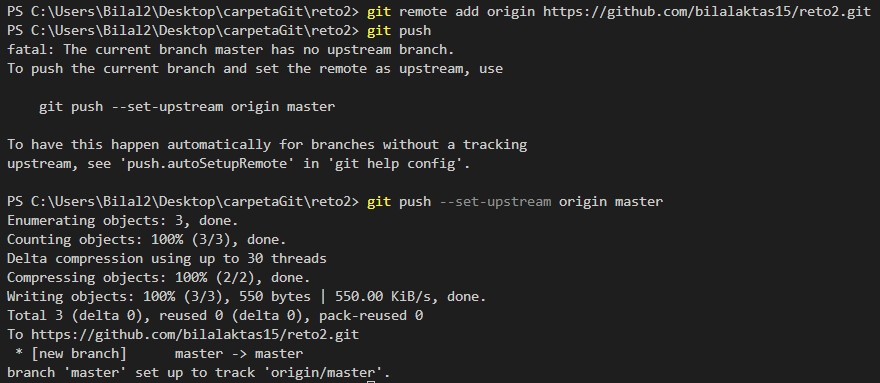 PS C:\Users\Bilal2\Desktop\carpetaGit\reto2> git remote add origin https://github.com/bilalaktas15/reto2.git
PS C:\Users\Bilal2\Desktop\carpetaGit\reto2> git push
fatal: The current branch master has no upstream branch.
To push the current branch and set the remote as upstream, use

    git push --set-upstream origin master

To have this happen automatically for branches without a tracking
upstream, see 'push.autoSetupRemote' in 'git help config'.

PS C:\Users\Bilal2\Desktop\carpetaGit\reto2> git push --set-upstream origin master
Enumerating objects: 3, done.
Counting objects: 100% (3/3), done.
Delta compression using up to 30 threads
Compressing objects: 100% (2/2), done.
Writing objects: 100% (3/3), 550 bytes | 550.00 KiB/s, done.
Total 3 (delta 0), reused 0 (delta 0), pack-reused 0
To https://github.com/bilalaktas15/reto2.git
 * [new branch]      master -> master
branch 'master' set up to track 'origin/master'.